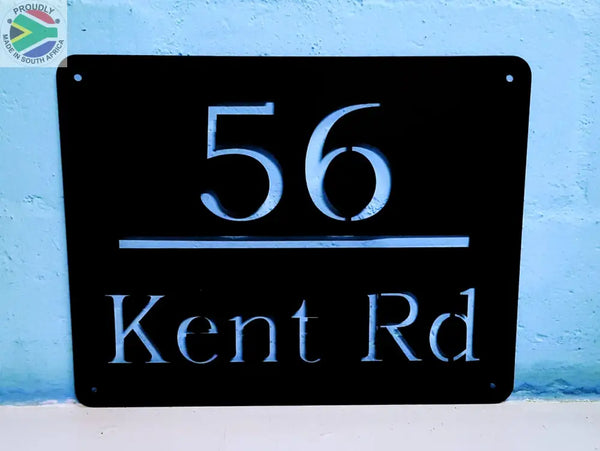 PROUDLY
MADE IN SOUTH AFRICA
56
Kent Rd